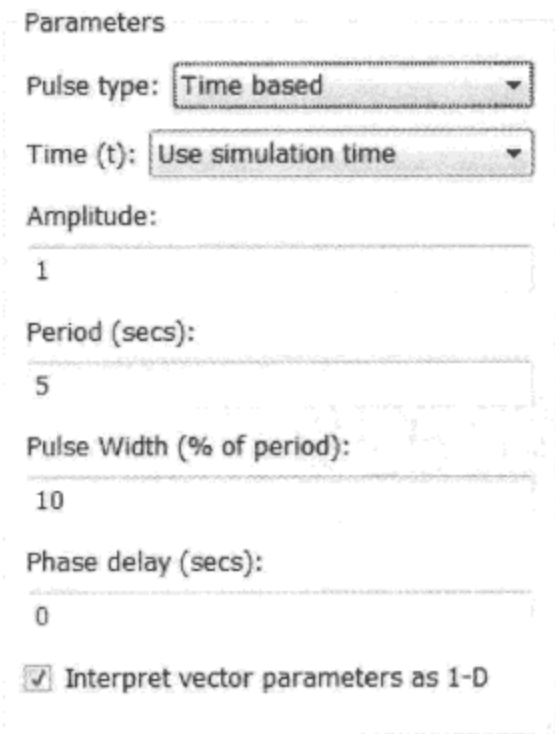 Parameters
Pulse type: Time based
Time (t): Use simulation time
Amplitude:
1
Period (secs):
5
Pulse Width (% of period):
10
Phase delay (secs):
0
Interpret vector parameters as 1-D